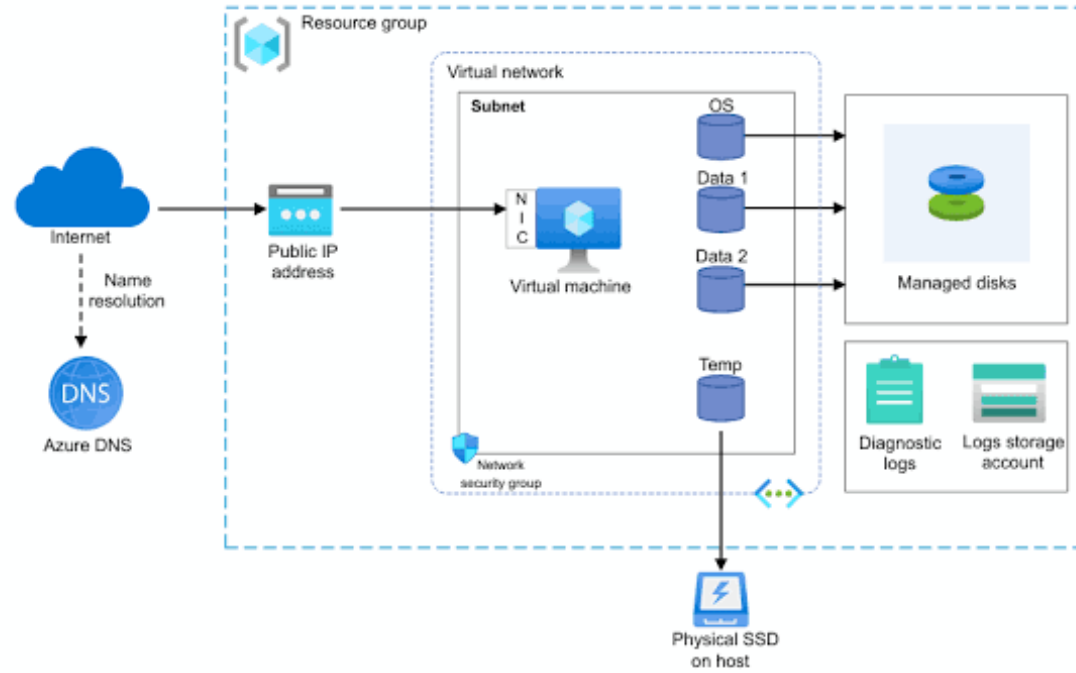 Resource group
Virtual network
Subnet
OS
Data 1
Data 2
Temp
N
I
C
Virtual machine
Network
security group
Internet
Name
resolution
DNS
Azure DNS
Public IP
address
Managed disks
Diagnostic
logs
Logs storage
account
Physical SSD
on host